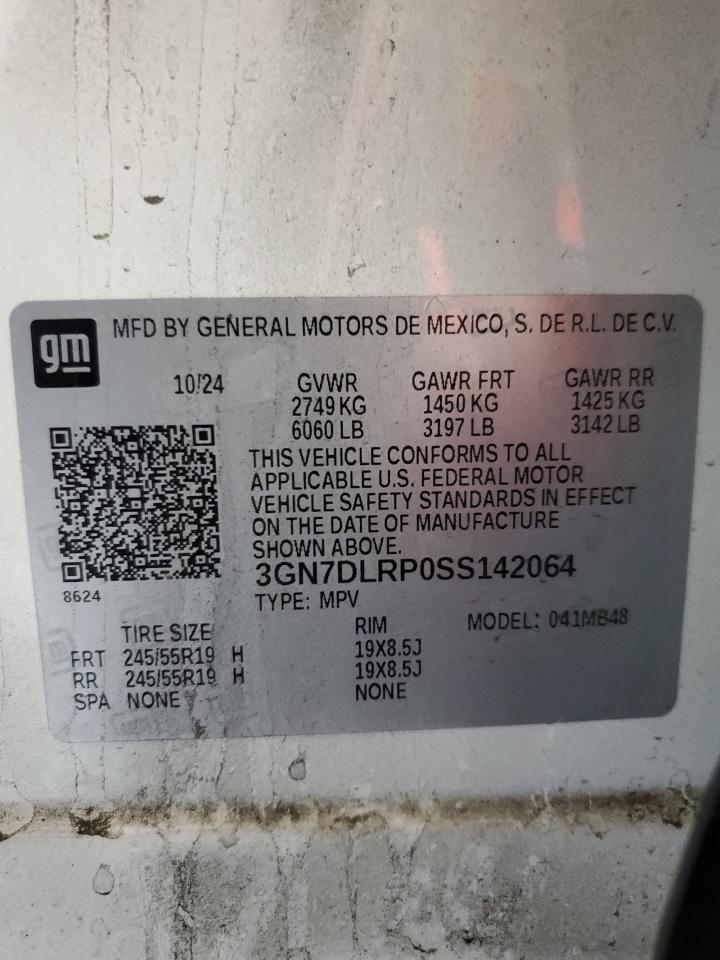 gm
MFD BY GENERAL MOTORS DE MEXICO, S. DE R.L. DE C.V.
10/24 GVWR GAWR FRT GAWR RR
2749 KG 1450 KG 1425 KG
6060 LB 3197 LB 3142 LB
THIS VEHICLE CONFORMS TO ALL
APPLICABLE U.S. FEDERAL MOTOR
VEHICLE SAFETY STANDARDS IN EFFECT
ON THE DATE OF MANUFACTURE
SHOWN ABOVE.
3GN7DLRP0SS142064
8624
TYPE: MPV
TIRE SIZE RIM MODEL: 041MB48
FRT 245/55R19 H 19X8.5J
RR 245/55R19 H 19X8.5J
SPA NONE NONE